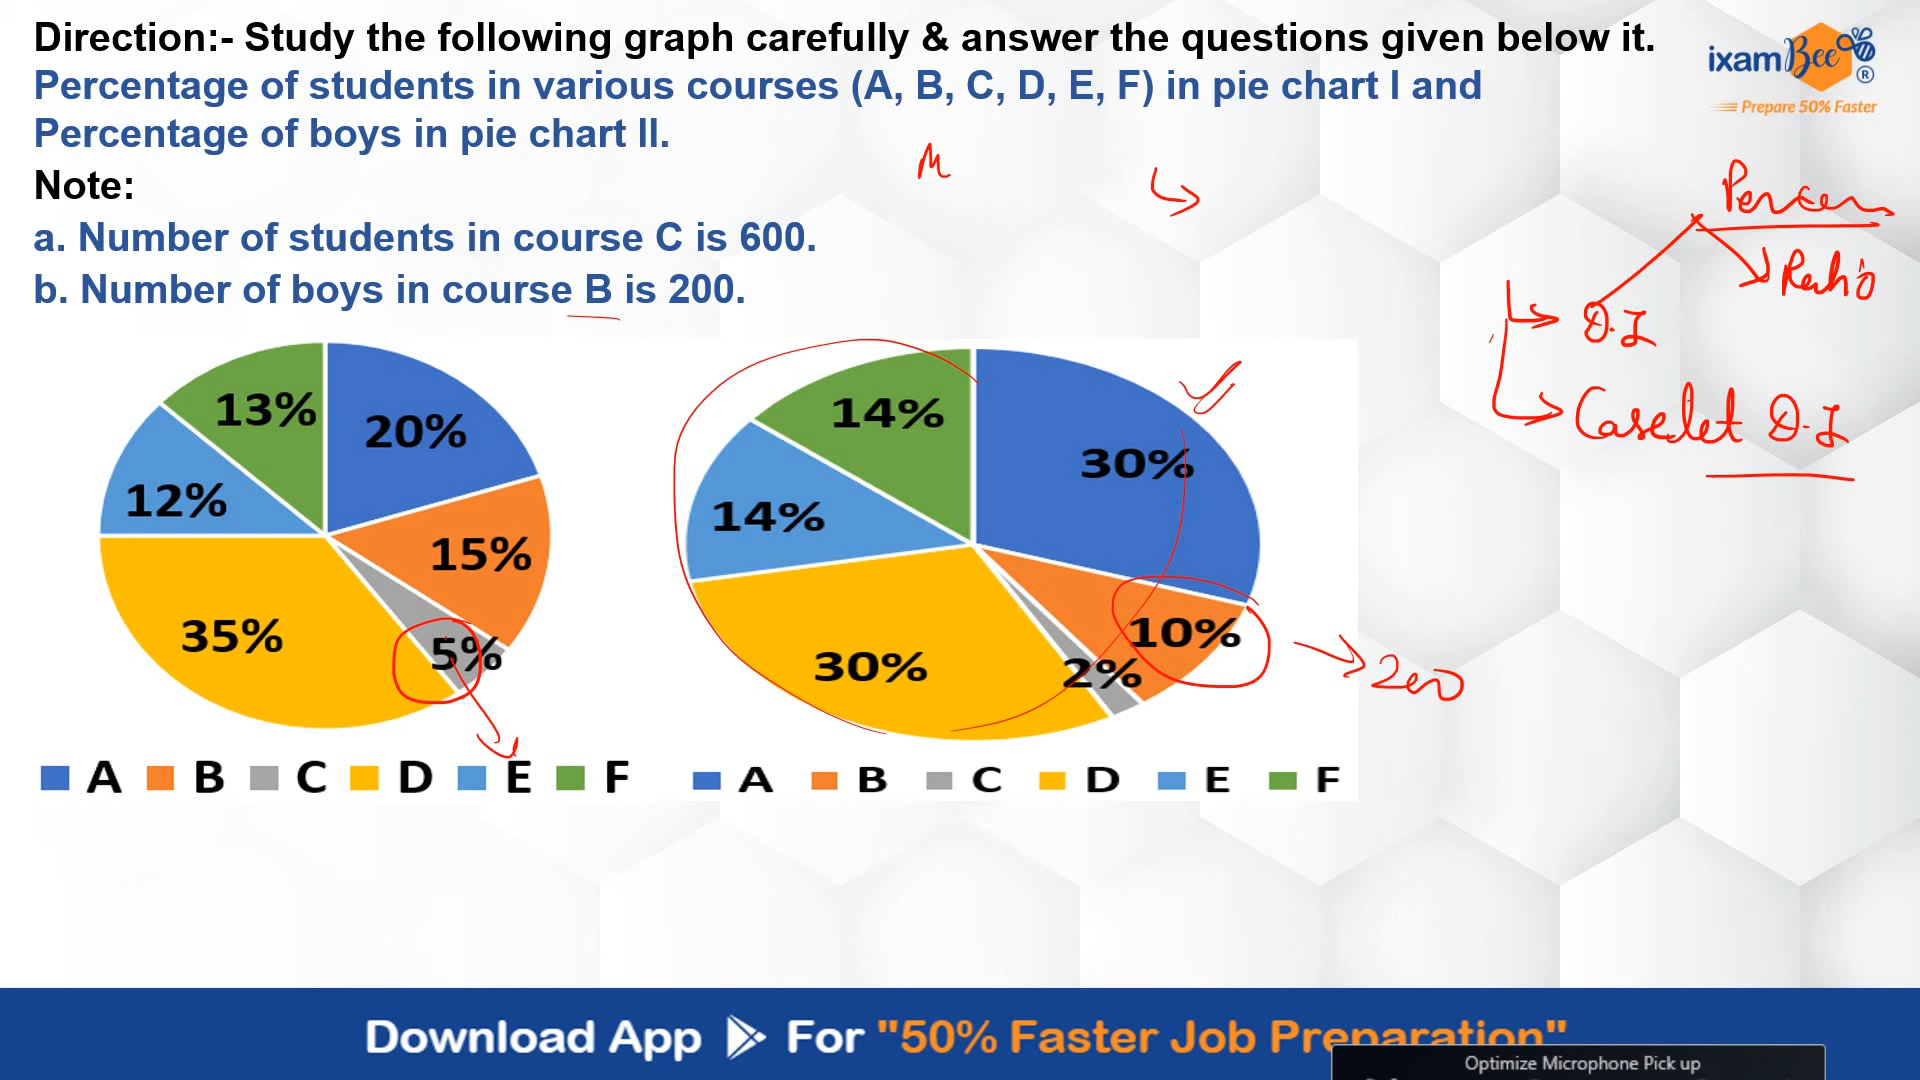 Direction:- Study the following graph carefully & answer the questions given below it.
Percentage of students in various courses (A, B, C, D, E, F) in pie chart I and
Percentage of boys in pie chart II.
Note:
a. Number of students in course C is 600.
b. Number of boys in course B is 200.
ixamBee
®
Prepare 50% Faster
M
Percen
Ratio
D.I
Caselet D.I
13%
20%
12%
15%
35%
5%
14%
30%
14%
10%
30%
2%
200
A B C D E F
A B C D E F
Download App For "50% Faster Job Preparation"
Optimize Microphone Pick up